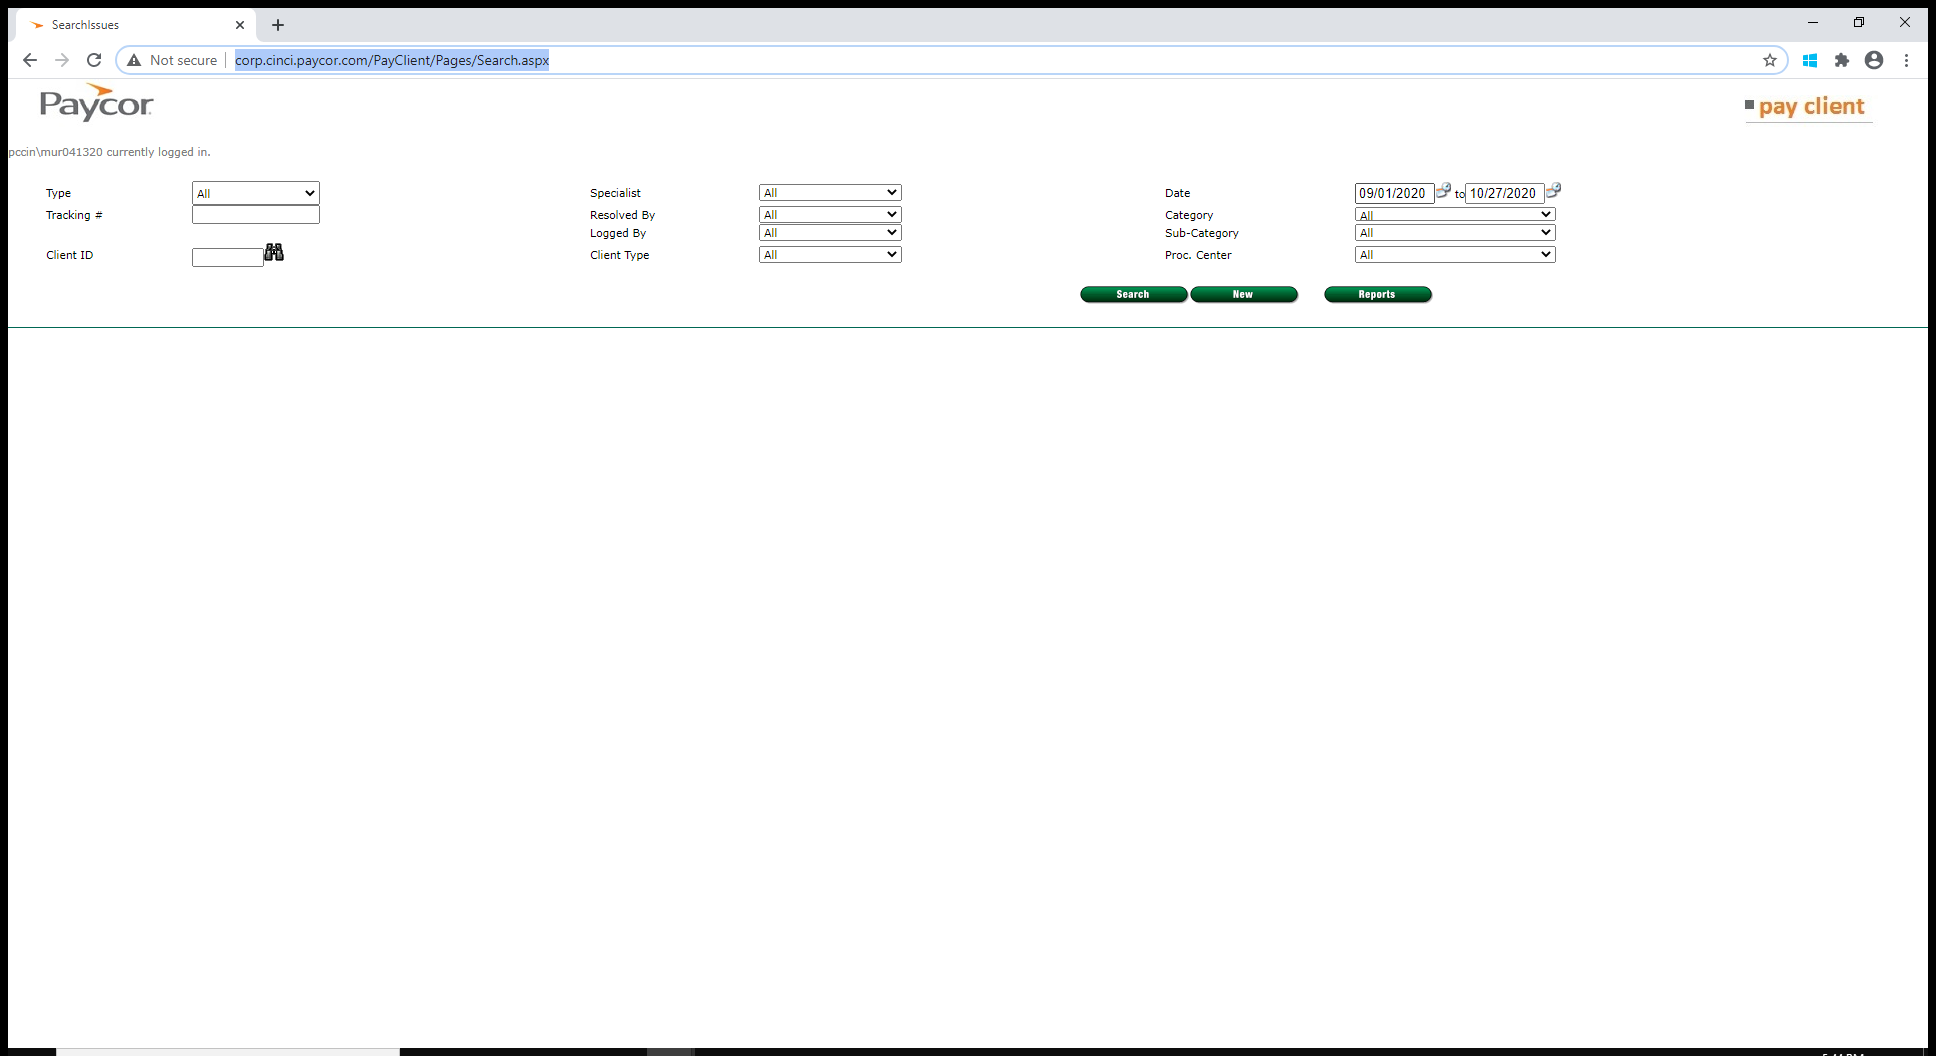 SearchIssues
Not secure corp.cinci.paycor.com/PayClient/Pages/Search.aspx
Paycor
pay client
pccin\mur041320 currently logged in.
Type All Specialist All Date 09/01/2020 to 10/27/2020
Tracking # Resolved By All Category All
Logged By All Sub-Category All
Client ID Client Type All Proc. Center All
Search New Reports